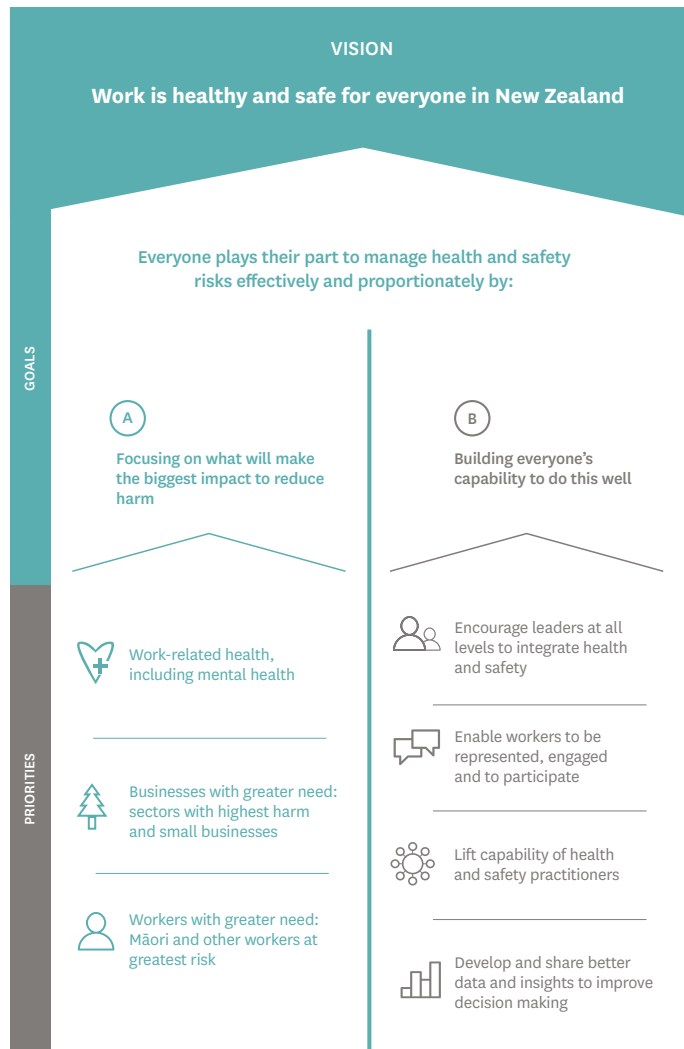 VISION
Work is healthy and safe for everyone in New Zealand
Everyone plays their part to manage health and safety
risks effectively and proportionately by:
GOALS
A
Focusing on what will make
the biggest impact to reduce
harm
B
Building everyone’s
capability to do this well
PRIORITIES
Work-related health,
including mental health
Businesses with greater need:
sectors with highest harm
and small businesses
Workers with greater need:
Māori and other workers at
greatest risk
Encourage leaders at all
levels to integrate health
and safety
Enable workers to be
represented, engaged
and to participate
Lift capability of health
and safety practitioners
Develop and share better
data and insights to improve
decision making